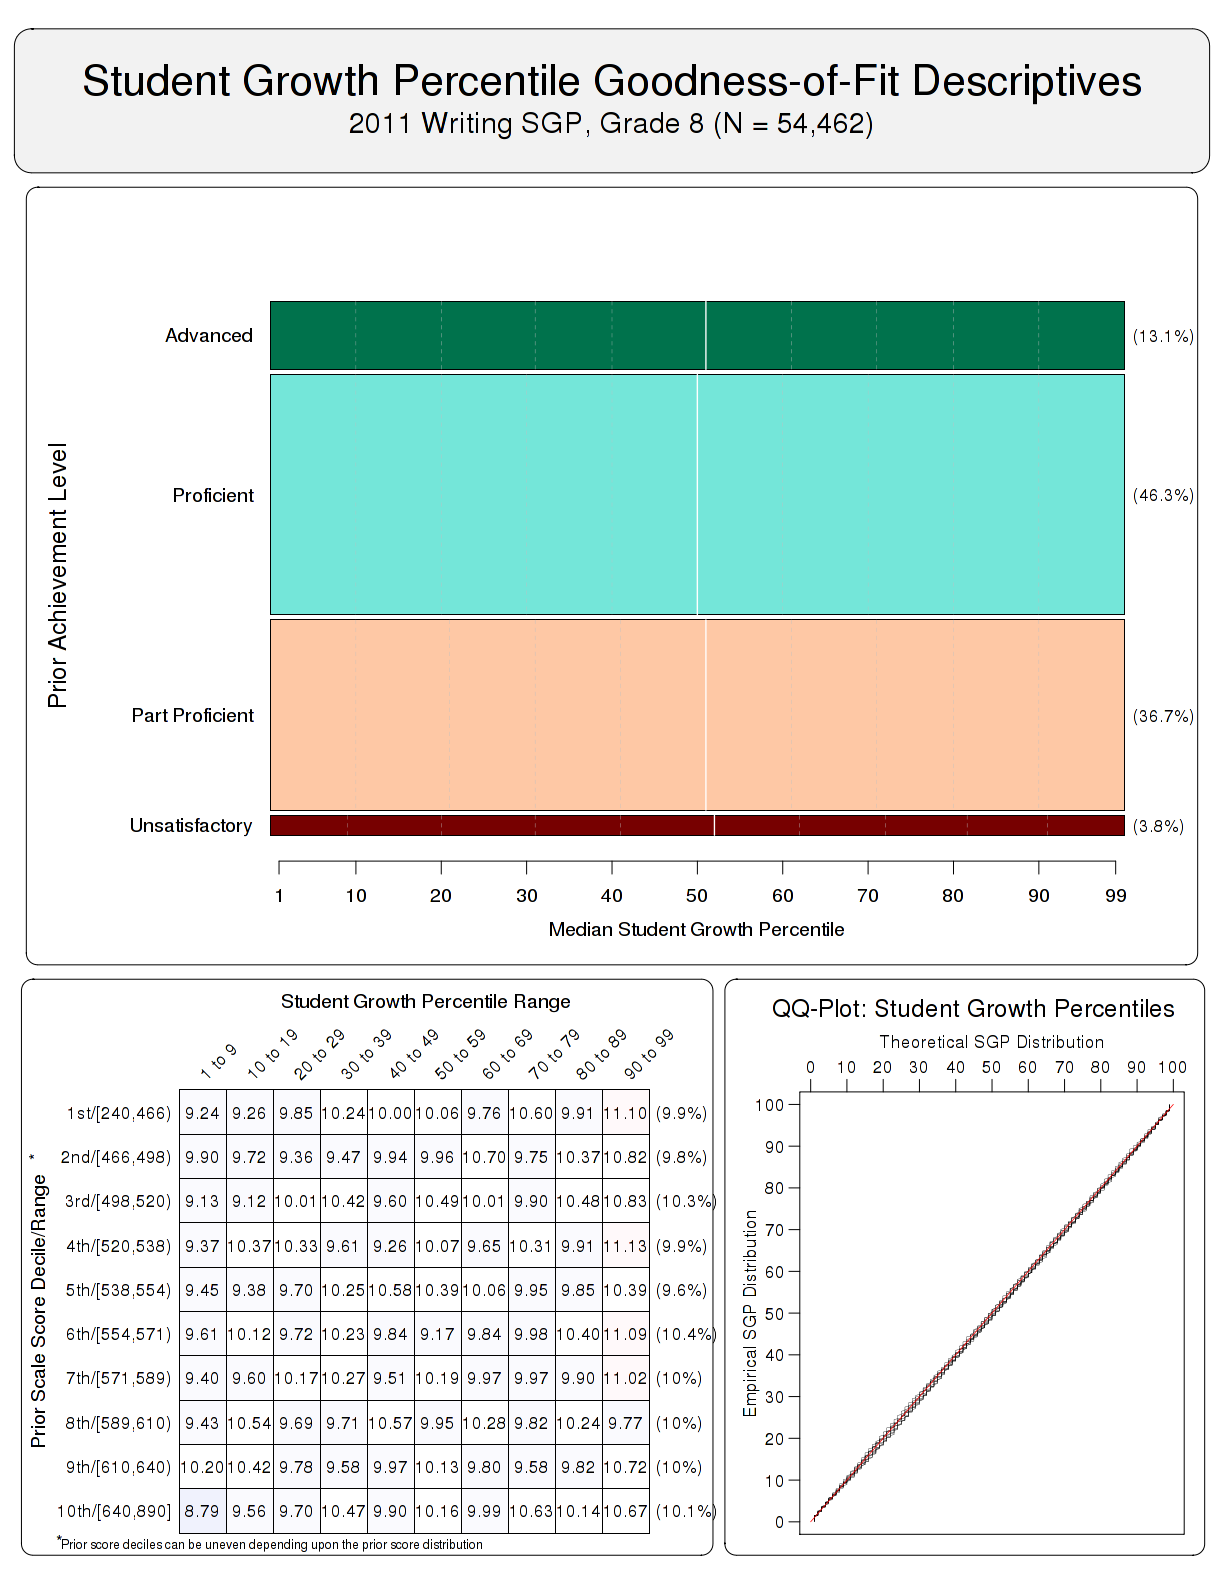 Student Growth Percentile Goodness-of-Fit Descriptives
2011 Writing SGP, Grade 8 (N = 54,462)
Prior Achievement Level
Advanced (13.1%)
Proficient (46.3%)
Part Proficient (36.7%)
Unsatisfactory (3.8%)
1 10 20 30 40 50 60 70 80 90 99
Median Student Growth Percentile
Student Growth Percentile Range
1 to 9 10 to 19 20 to 29 30 to 39 40 to 49 50 to 59 60 to 69 70 to 79 80 to 89 90 to 99
Prior Scale Score Decile/Range *
1st/[240,466) 9.24 9.26 9.85 10.24 10.00 10.06 9.76 10.60 9.91 11.10 (9.9%)
2nd/[466,498) 9.90 9.72 9.36 9.47 9.94 9.96 10.70 9.75 10.37 10.82 (9.8%)
3rd/[498,520) 9.13 9.12 10.01 10.42 9.60 10.49 10.01 9.90 10.48 10.83 (10.3%)
4th/[520,538) 9.37 10.37 10.33 9.61 9.26 10.07 9.65 10.31 9.91 11.13 (9.9%)
5th/[538,554) 9.45 9.38 9.70 10.25 10.58 10.39 10.06 9.95 9.85 10.39 (9.6%)
6th/[554,571) 9.61 10.12 9.72 10.23 9.84 9.17 9.84 9.98 10.40 11.09 (10.4%)
7th/[571,589) 9.40 9.60 10.17 10.27 9.51 10.19 9.97 9.97 9.90 11.02 (10%)
8th/[589,610) 9.43 10.54 9.69 9.71 10.57 9.95 10.28 9.82 10.24 9.77 (10%)
9th/[610,640) 10.20 10.42 9.78 9.58 9.97 10.13 9.80 9.58 9.82 10.72 (10%)
10th/[640,890] 8.79 9.56 9.70 10.47 9.90 10.16 9.99 10.63 10.14 10.67 (10.1%)
*Prior score deciles can be uneven depending upon the prior score distribution
QQ-Plot: Student Growth Percentiles
Theoretical SGP Distribution
0 10 20 30 40 50 60 70 80 90 100
Empirical SGP Distribution
100
90
80
70
60
50
40
30
20
10
0